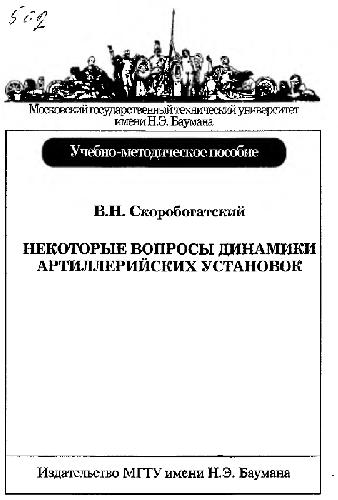 Московский государственный технический университет
имени Н.Э. Баумана
Учебно-методическое пособие
В.Н. Скоробогатский
НЕКОТОРЫЕ ВОПРОСЫ ДИНАМИКИ
АРТИЛЛЕРИЙСКИХ УСТАНОВОК
Издательство МГТУ имени Н.Э. Баумана